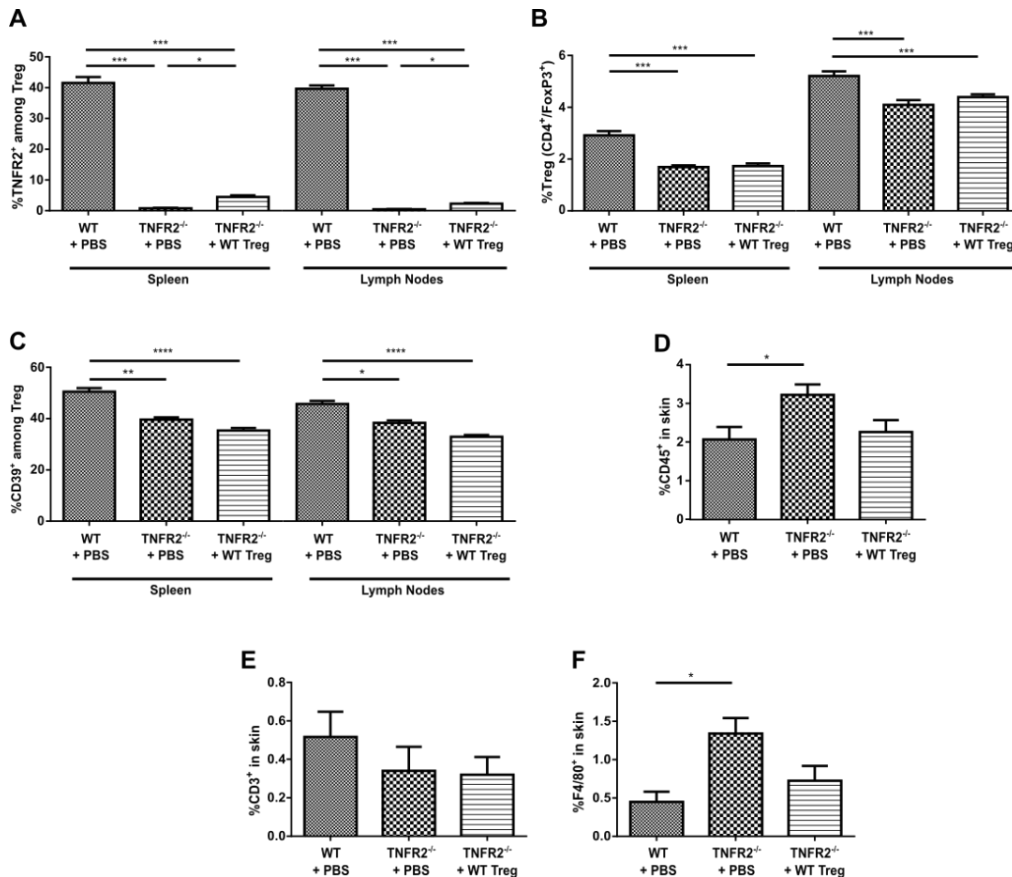 A
%TNFR2⁺ among Treg
50
40
30
20
10
0
*** 
*** *
***
*** *
WT + PBS
TNFR2⁻/⁻ + PBS
TNFR2⁻/⁻ + WT Treg
WT + PBS
TNFR2⁻/⁻ + PBS
TNFR2⁻/⁻ + WT Treg
Spleen
Lymph Nodes
B
%Treg (CD4⁺/FoxP3⁺)
6
4
2
0
***
***
***
***
WT + PBS
TNFR2⁻/⁻ + PBS
TNFR2⁻/⁻ + WT Treg
WT + PBS
TNFR2⁻/⁻ + PBS
TNFR2⁻/⁻ + WT Treg
Spleen
Lymph Nodes
C
%CD39⁺ among Treg
60
40
20
0
****
**
****
*
WT + PBS
TNFR2⁻/⁻ + PBS
TNFR2⁻/⁻ + WT Treg
WT + PBS
TNFR2⁻/⁻ + PBS
TNFR2⁻/⁻ + WT Treg
Spleen
Lymph Nodes
D
%CD45⁺ in skin
4
3
2
1
0
*
WT + PBS
TNFR2⁻/⁻ + PBS
TNFR2⁻/⁻ + WT Treg
E
%CD3⁺ in skin
0.8
0.6
0.4
0.2
0.0
WT + PBS
TNFR2⁻/⁻ + PBS
TNFR2⁻/⁻ + WT Treg
F
%F4/80⁺ in skin
2.0
1.5
1.0
0.5
0.0
*
WT + PBS
TNFR2⁻/⁻ + PBS
TNFR2⁻/⁻ + WT Treg